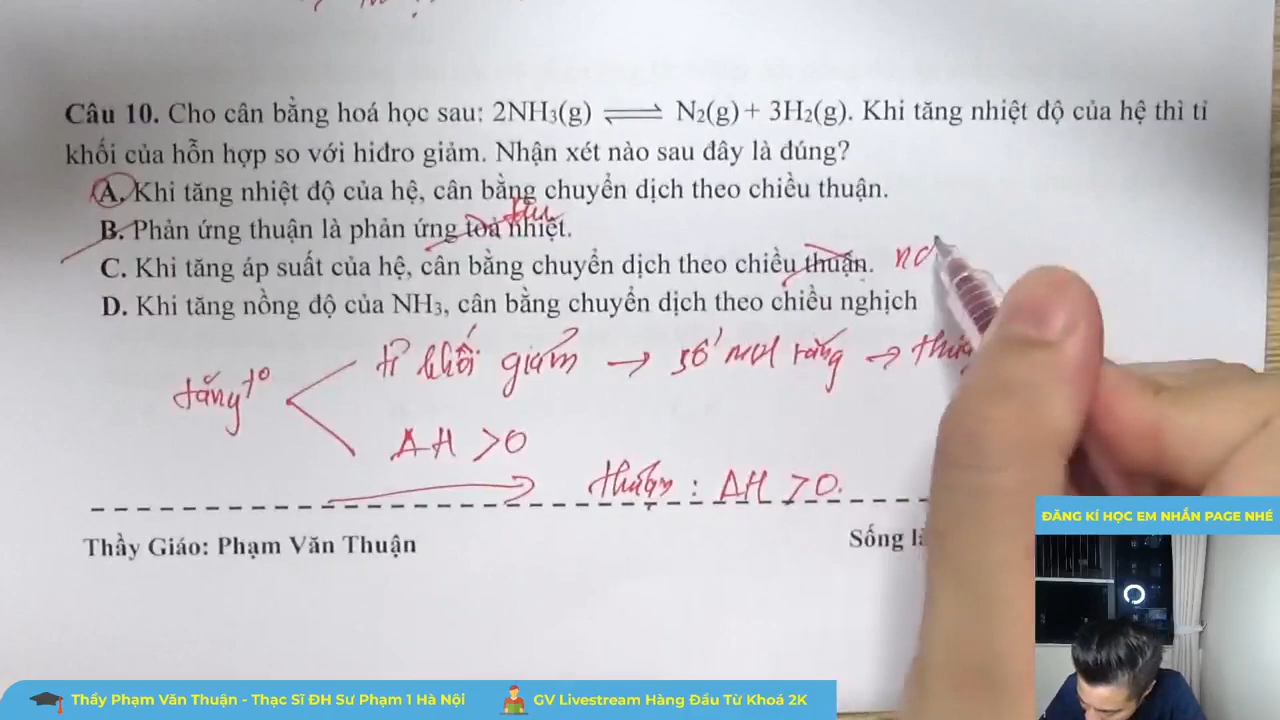 Câu 10. Cho cân bằng hoá học sau: 2NH₃(g) ⇌ N₂(g) + 3H₂(g). Khi tăng nhiệt độ của hệ thì tỉ
khối của hỗn hợp so với hiđro giảm. Nhận xét nào sau đây là đúng?
A. Khi tăng nhiệt độ của hệ, cân bằng chuyển dịch theo chiều thuận.
thu
B. Phản ứng thuận là phản ứng toả nhiệt.
C. Khi tăng áp suất của hệ, cân bằng chuyển dịch theo chiều thuận.
D. Khi tăng nồng độ của NH₃, cân bằng chuyển dịch theo chiều nghịch
tỉ khối giảm → số mol tăng →
tăng t°
ΔH > 0
thuận : ΔH > 0.
Thầy Giáo: Phạm Văn Thuận
Sống
ĐĂNG KÍ HỌC EM NHẮN PAGE NHÉ
Thầy Phạm Văn Thuận - Thạc Sĩ ĐH Sư Phạm 1 Hà Nội
GV Livestream Hàng Đầu Từ Khoá 2K